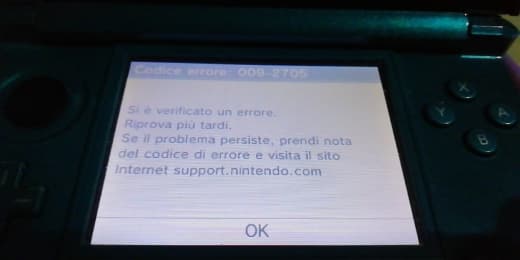 Codice errore: 009-2705
Si è verificato un errore.
Riprova più tardi.
Se il problema persiste, prendi nota
del codice di errore e visita il sito
Internet support.nintendo.com
OK
X
Y
A
B